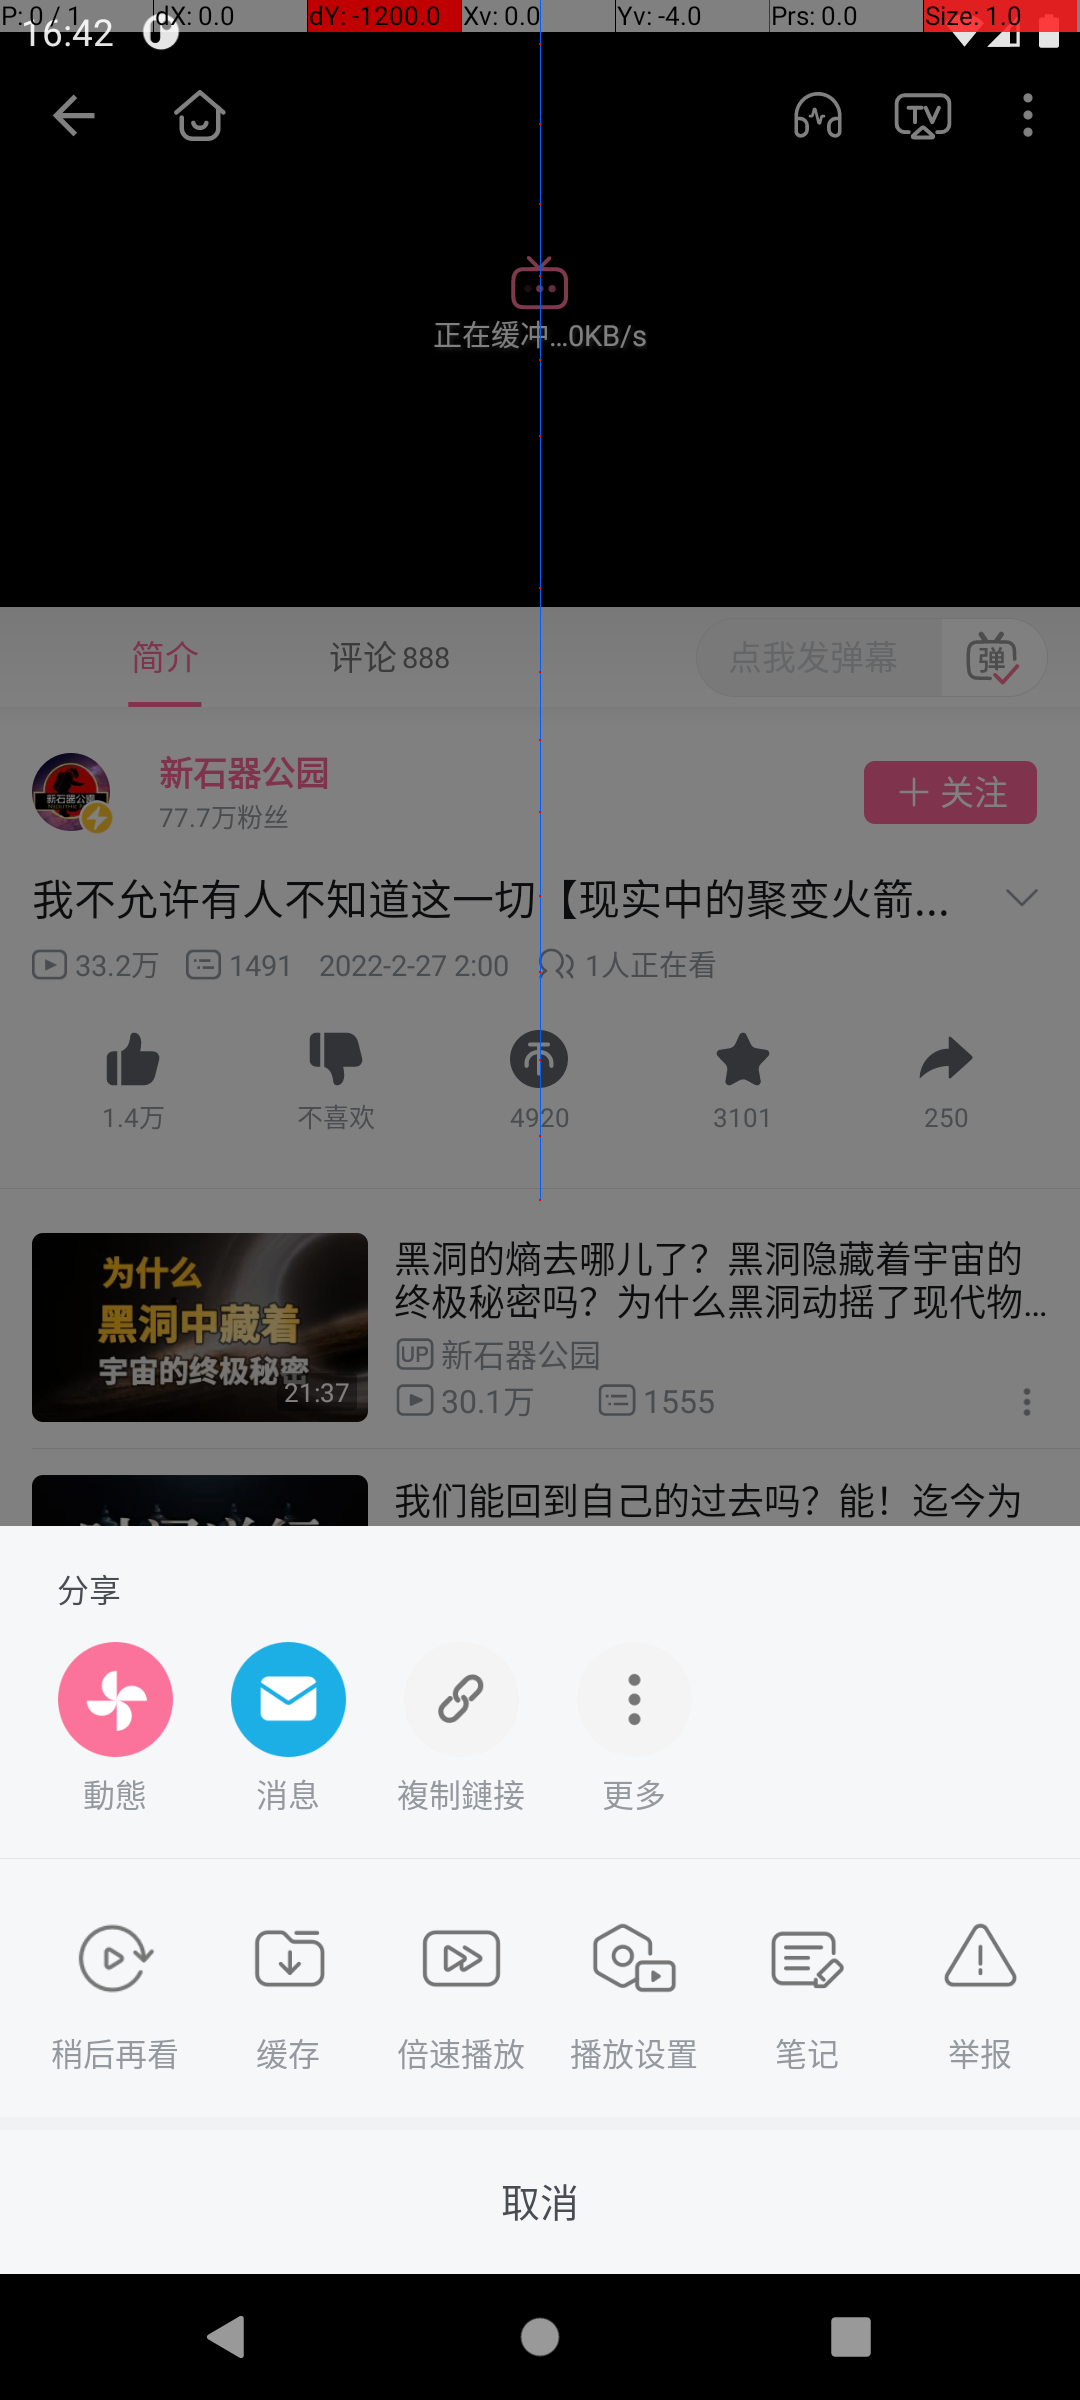 P: 0 / 1 dX: 0.0 dY: -1200.0 Xv: 0.0 Yv: -4.0 Prs: 0.0 Size: 1.0
16:42
TV
正在缓冲...0KB/s
简介 评论 888 点我发弹幕 弹
新石器公园
新石器公园
77.7万粉丝
关注
我不允许有人不知道这一切【现实中的聚变火箭...
33.2万 1491 2022-2-27 2:00 1人正在看
1.4万 不喜欢 4920 3101 250
为什么
黑洞中藏着
宇宙的终极秘密
21:37
黑洞的熵去哪儿了？黑洞隐藏着宇宙的
终极秘密吗？为什么黑洞动摇了现代物...
UP 新石器公园
30.1万 1555
我们能回到自己的过去吗？能！迄今为
分享
動態 消息 複制鏈接 更多
稍后再看 缓存 倍速播放 播放设置 笔记 举报
取消